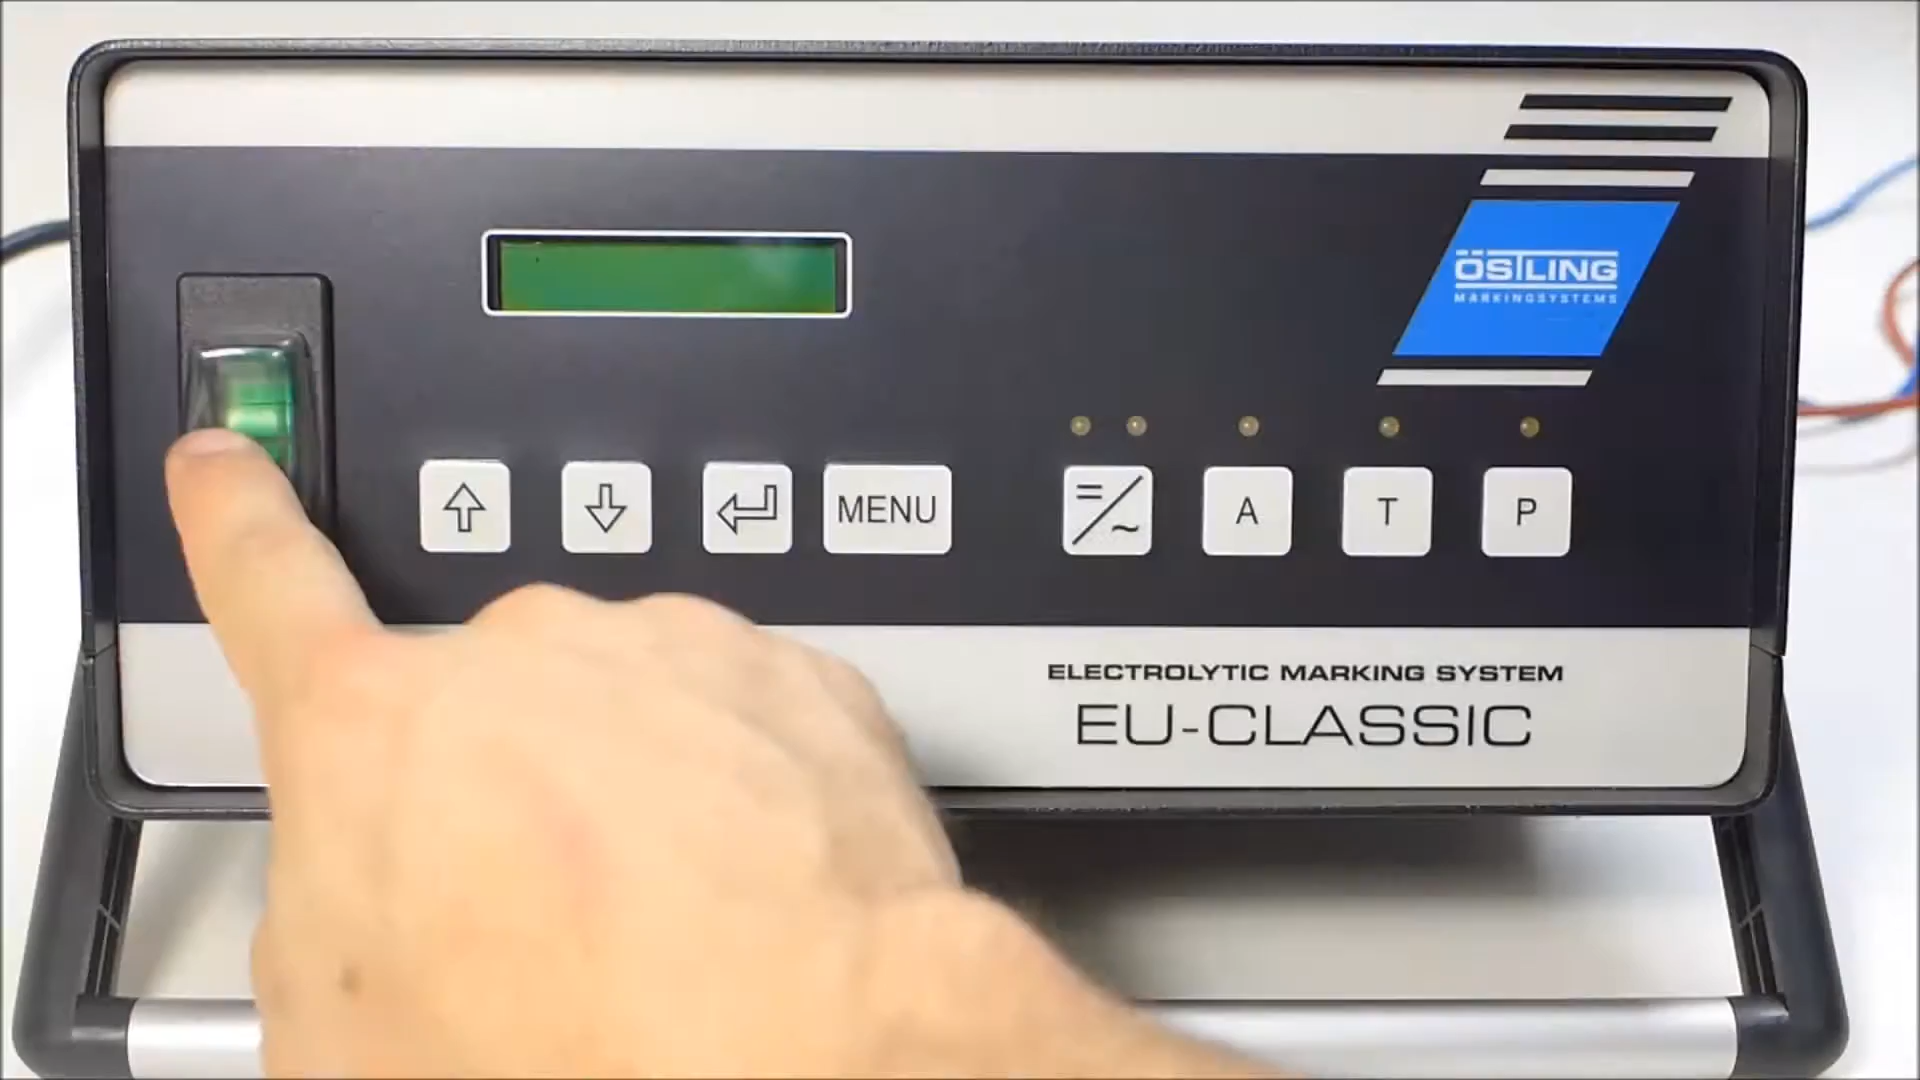 ÖSTLING
MARKINGSYSTEMS
MENU
A
T
P
ELECTROLYTIC MARKING SYSTEM
EU-CLASSIC